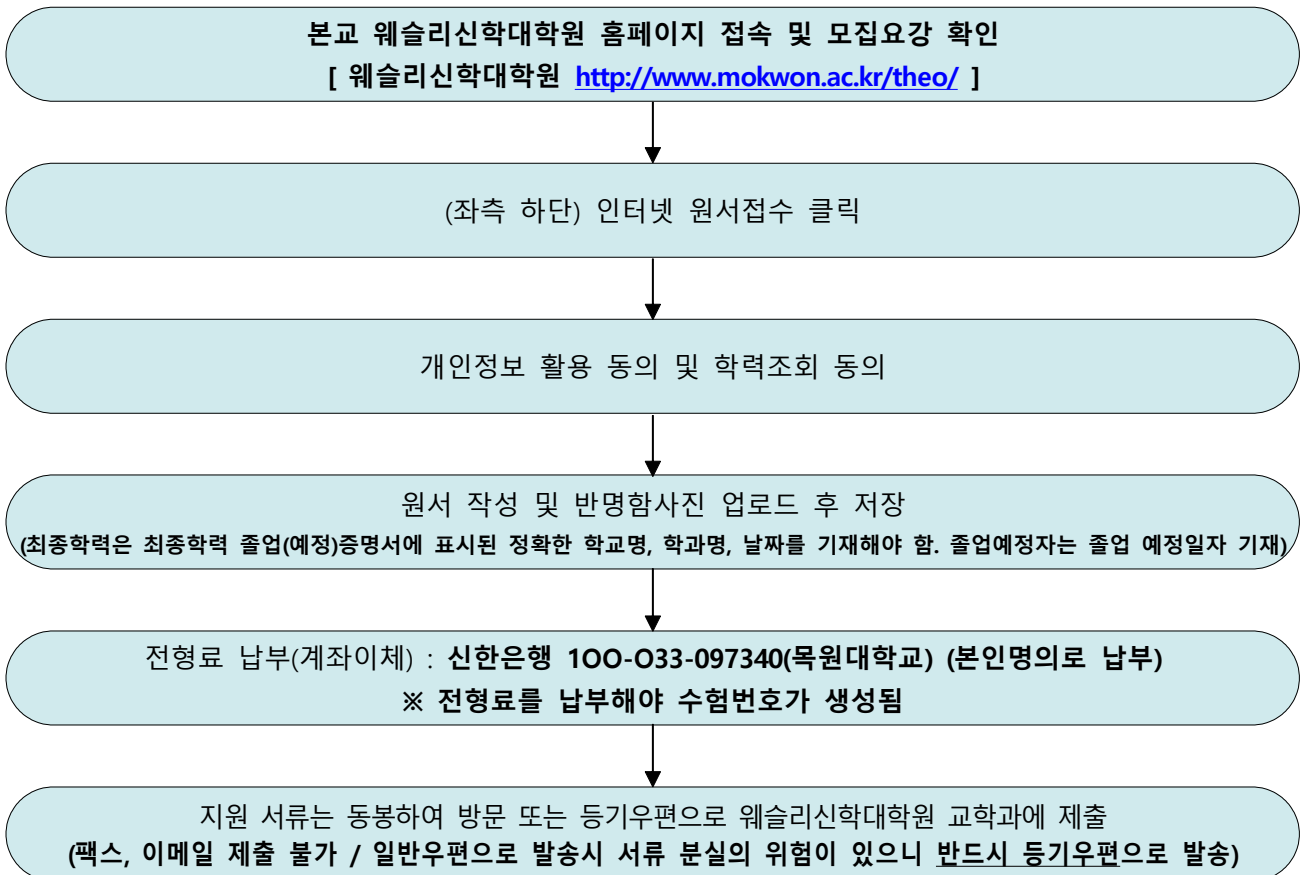 본교 웨슬리신학대학원 홈페이지 접속 및 모집요강 확인
[ 웨슬리신학대학원 http://www.mokwon.ac.kr/theo/ ]
(좌측 하단) 인터넷 원서접수 클릭
개인정보 활용 동의 및 학력조회 동의
원서 작성 및 반명함사진 업로드 후 저장
(최종학력은 최종학력 졸업(예정)증명서에 표시된 정확한 학교명, 학과명, 날짜를 기재해야 함. 졸업예정자는 졸업 예정일자 기재)
전형료 납부(계좌이체) : 신한은행 1OO-O33-097340(목원대학교) (본인명의로 납부)
※ 전형료를 납부해야 수험번호가 생성됨
지원 서류는 동봉하여 방문 또는 등기우편으로 웨슬리신학대학원 교학과에 제출
(팩스, 이메일 제출 불가 / 일반우편으로 발송시 서류 분실의 위험이 있으니 반드시 등기우편으로 발송)